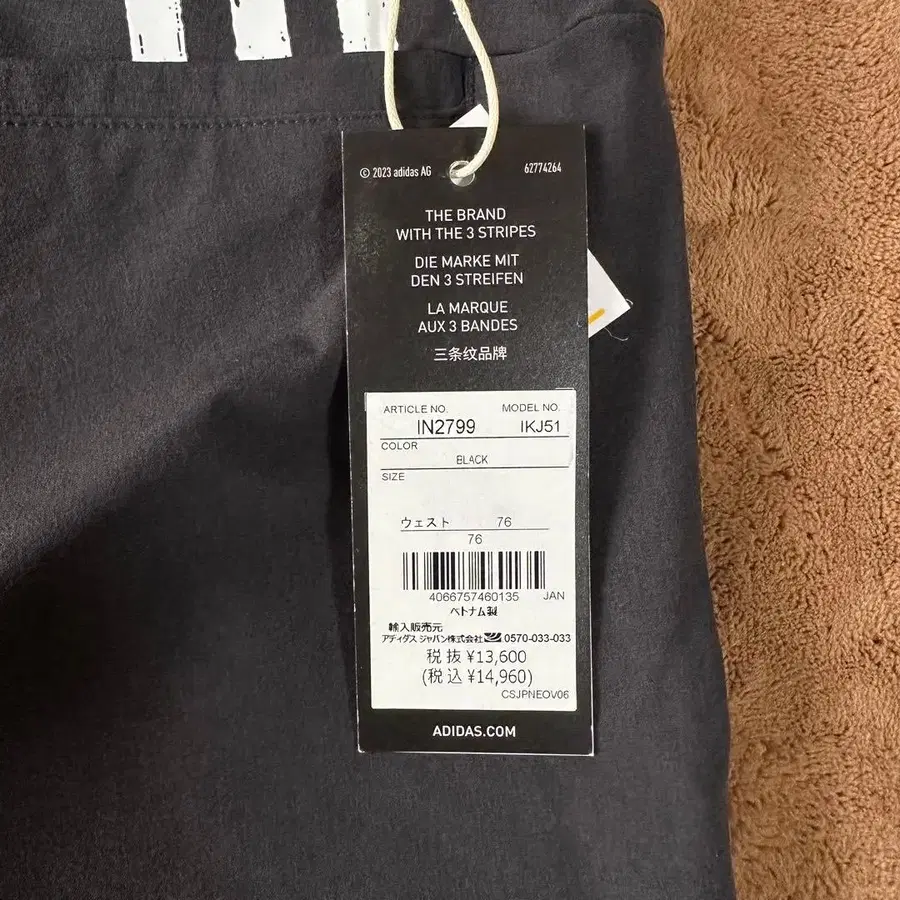 © 2023 adidas AG 62774264
THE BRAND
WITH THE 3 STRIPES
DIE MARKE MIT
DEN 3 STREIFEN
LA MARQUE
AUX 3 BANDES
三条纹品牌
ARTICLE NO. MODEL NO.
IN2799 IKJ51
COLOR
BLACK
SIZE
ウェスト 76
76
4066757460135 JAN
ベトナム製
輸入販売元
アディダス ジャパン株式会社 0570-033-033
税抜 ¥13,600
(税込 ¥14,960)
CSJPNEOV06
ADIDAS.COM